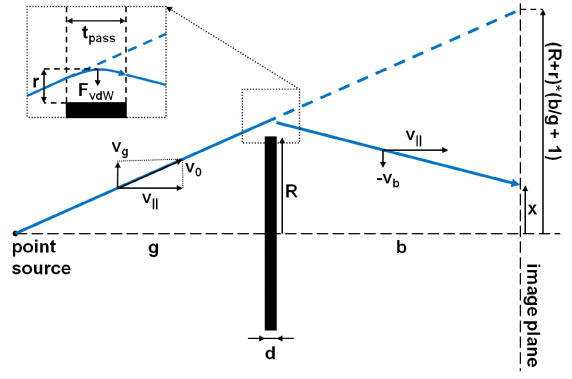 t_pass
r
F_vdW
v_g
v_0
v_||
R
v_||
-v_b
x
(R+r)*(b/g + 1)
point
source
g
b
d
image plane